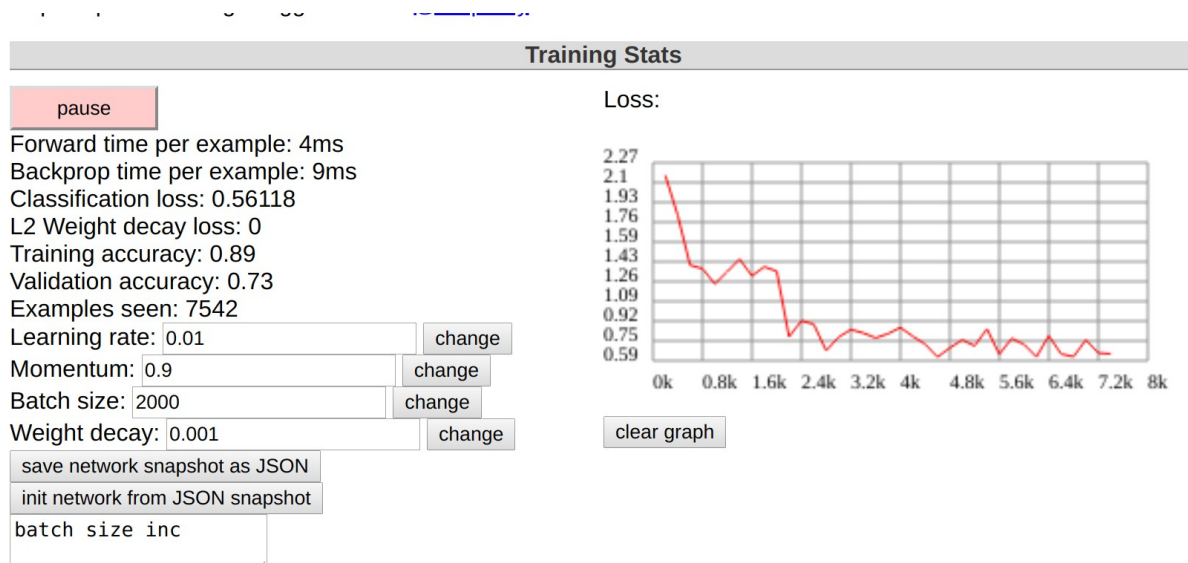 Training Stats
pause
Forward time per example: 4ms
Backprop time per example: 9ms
Classification loss: 0.56118
L2 Weight decay loss: 0
Training accuracy: 0.89
Validation accuracy: 0.73
Examples seen: 7542
Learning rate: 0.01 change
Momentum: 0.9 change
Batch size: 2000 change
Weight decay: 0.001 change
save network snapshot as JSON
init network from JSON snapshot
batch size inc
Loss:
2.27
2.1
1.93
1.76
1.59
1.43
1.26
1.09
0.92
0.75
0.59
0k 0.8k 1.6k 2.4k 3.2k 4k 4.8k 5.6k 6.4k 7.2k 8k
clear graph